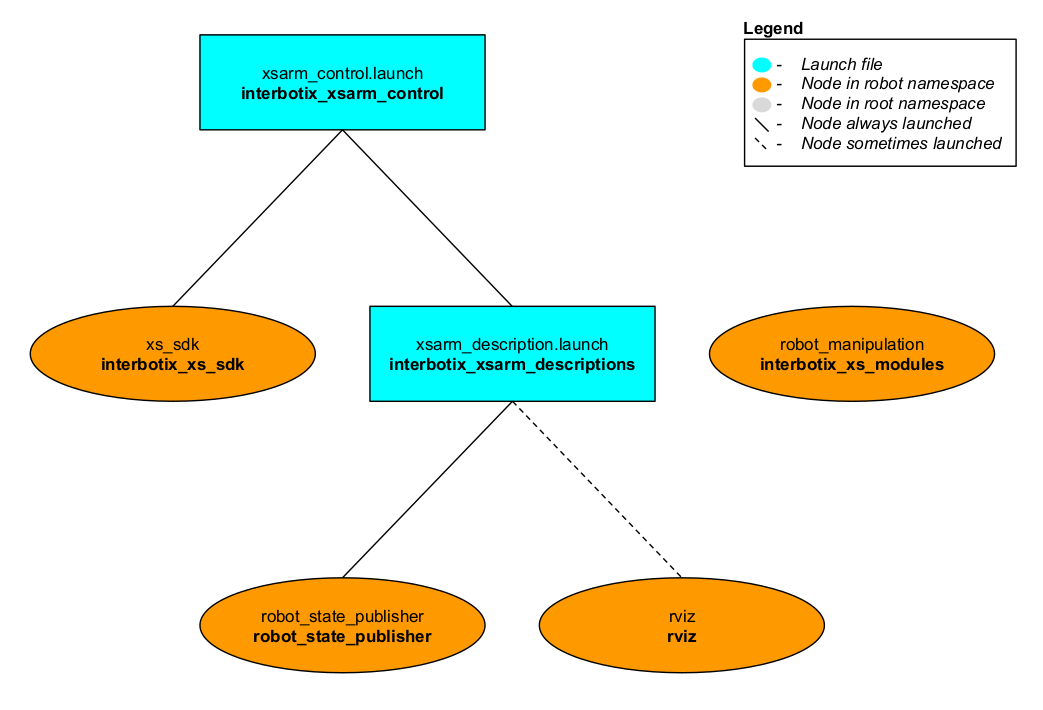 Legend
- Launch file
- Node in robot namespace
- Node in root namespace
- Node always launched
- Node sometimes launched
xsarm_control.launch
interbotix_xsarm_control
xs_sdk
interbotix_xs_sdk
xsarm_description.launch
interbotix_xsarm_descriptions
robot_manipulation
interbotix_xs_modules
robot_state_publisher
robot_state_publisher
rviz
rviz